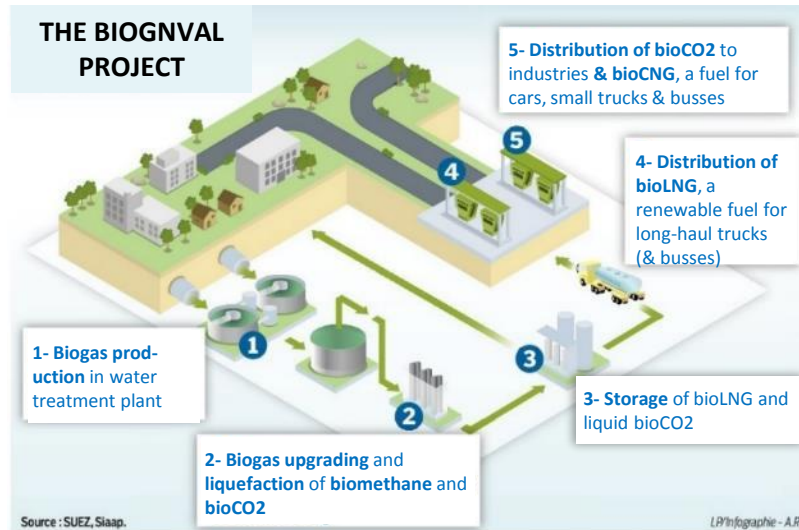 THE BIOGNVAL
PROJECT
5- Distribution of bioCO2 to
industries & bioCNG, a fuel for
cars, small trucks & busses
5
4
4- Distribution of
bioLNG, a
renewable fuel for
long-haul trucks
(& busses)
1
1- Biogas prod-
uction in water
treatment plant
3
3- Storage of bioLNG and
liquid bioCO2
2
2- Biogas upgrading and
liquefaction of biomethane and
bioCO2
Source : SUEZ, Siaap.
LP/Infographie - A.P